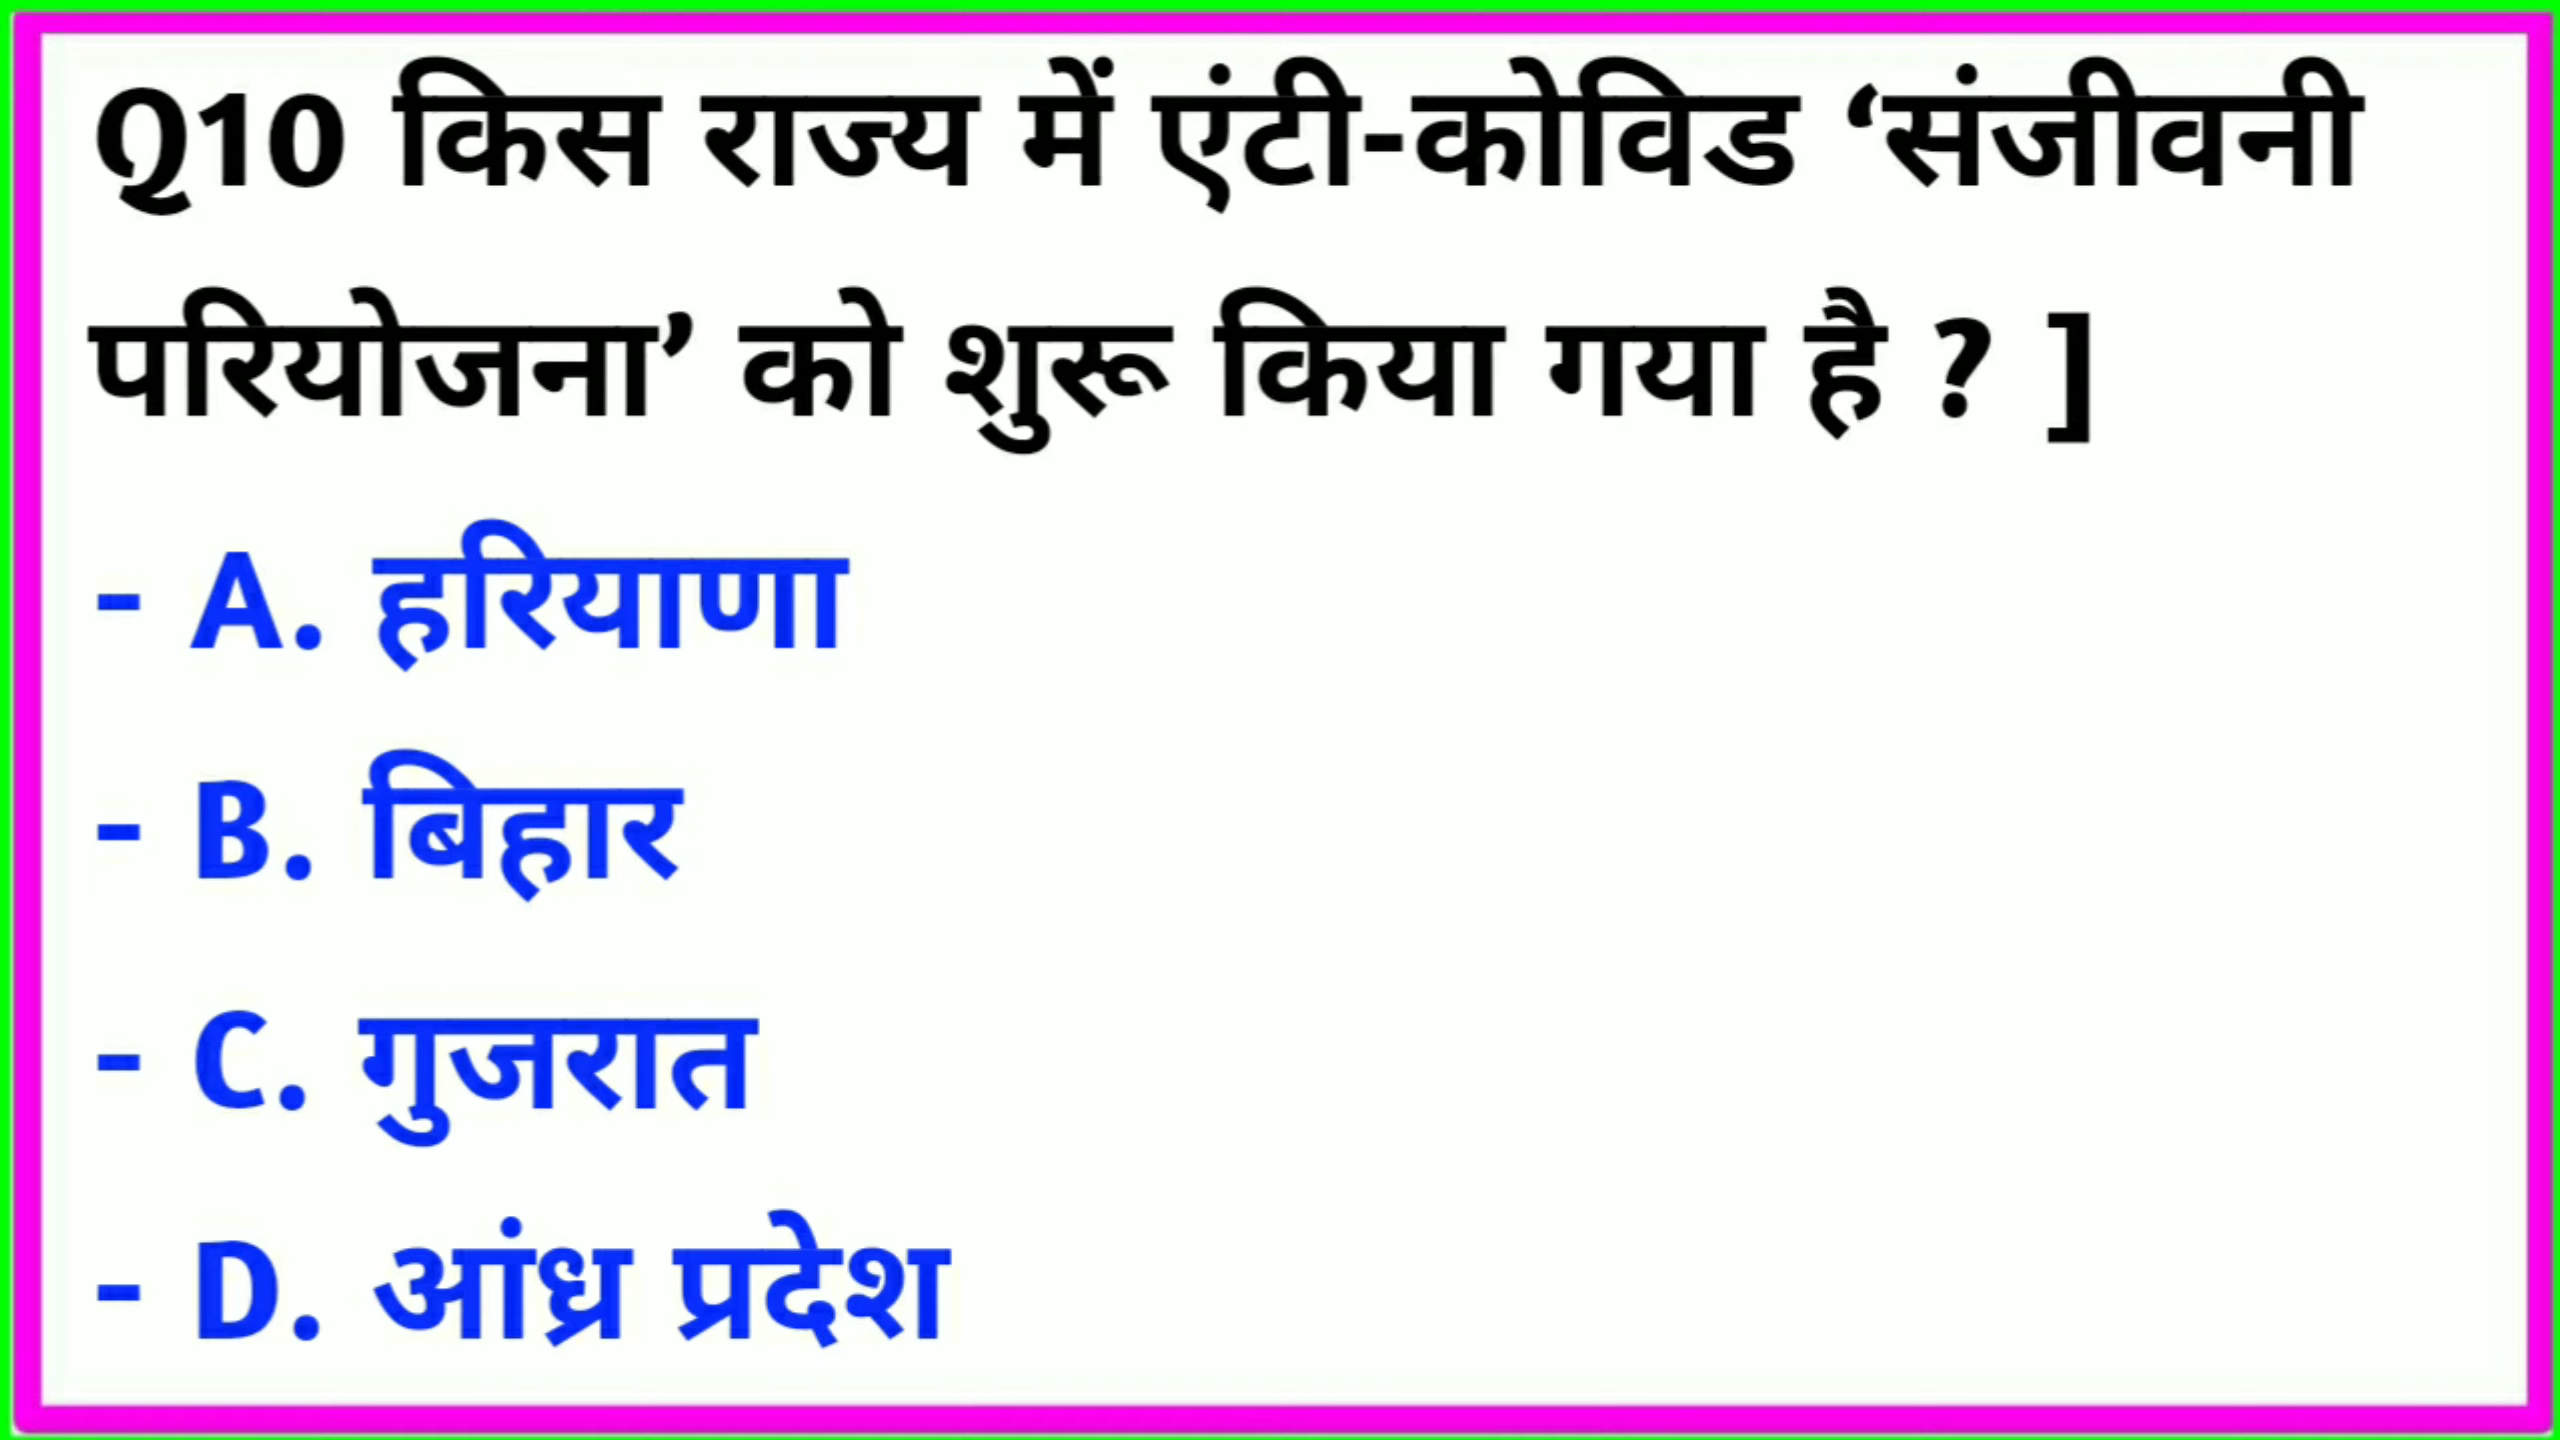 Q10 किस राज्य में एंटी-कोविड ‘संजीवनी
परियोजना’ को शुरू किया गया है ? ]
- A. हरियाणा
- B. बिहार
- C. गुजरात
- D. आंध्र प्रदेश